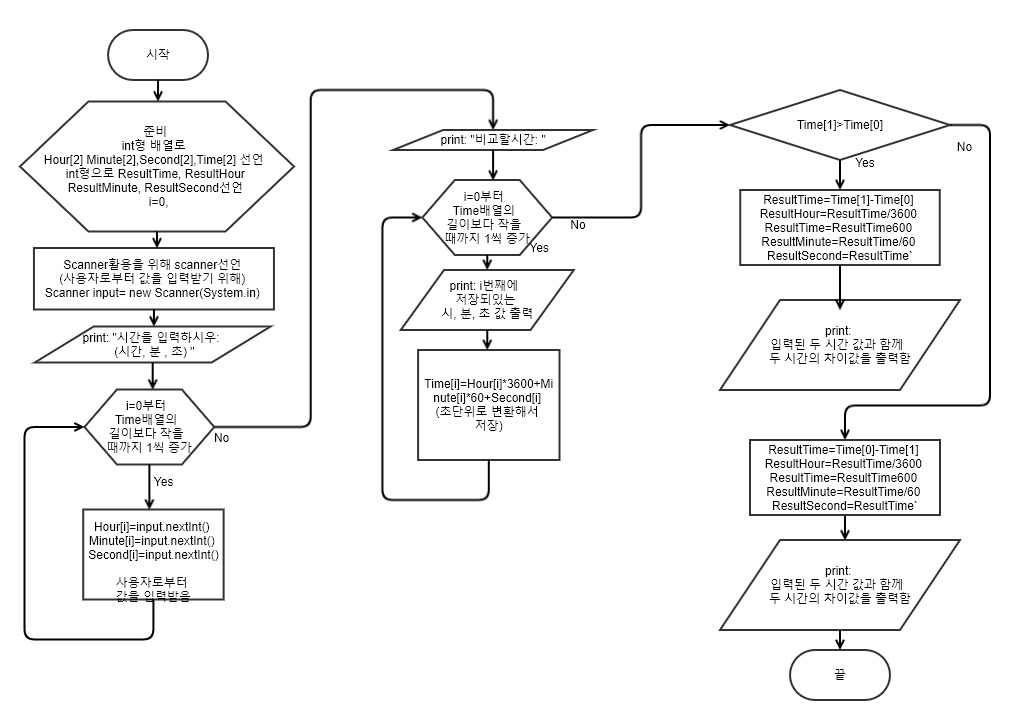 시작
준비
int형 배열로
Hour[2] Minute[2],Second[2],Time[2] 선언
int형으로 ResultTime, ResultHour
ResultMinute, ResultSecond선언
i=0,
Scanner활용을 위해 scanner선언
(사용자로부터 값을 입력받기 위해)
Scanner input= new Scanner(System.in)
print: "시간을 입력하시우:
(시간, 분 , 초) "
i=0부터
Time배열의
길이보다 작을
때까지 1씩 증가
No
Yes
Hour[i]=input.nextInt()
Minute[i]=input.nextInt()
Second[i]=input.nextInt()
사용자로부터
값을 입력받음
print: "비교할시간: "
i=0부터
Time배열의
길이보다 작을
때까지 1씩 증가
Yes
No
print: i번째에
저장되있는
시, 분, 초 값 출력
Time[i]=Hour[i]*3600+Mi
nute[i]*60+Second[i]
(초단위로 변환해서
저장)
Time[1]>Time[0]
No
Yes
ResultTime=Time[1]-Time[0]
ResultHour=ResultTime/3600
ResultTime=ResultTime600
ResultMinute=ResultTime/60
ResultSecond=ResultTime`
print:
입력된 두 시간 값과 함께
두 시간의 차이값을 출력함
ResultTime=Time[0]-Time[1]
ResultHour=ResultTime/3600
ResultTime=ResultTime600
ResultMinute=ResultTime/60
ResultSecond=ResultTime`
print:
입력된 두 시간 값과 함께
두 시간의 차이값을 출력함
끝